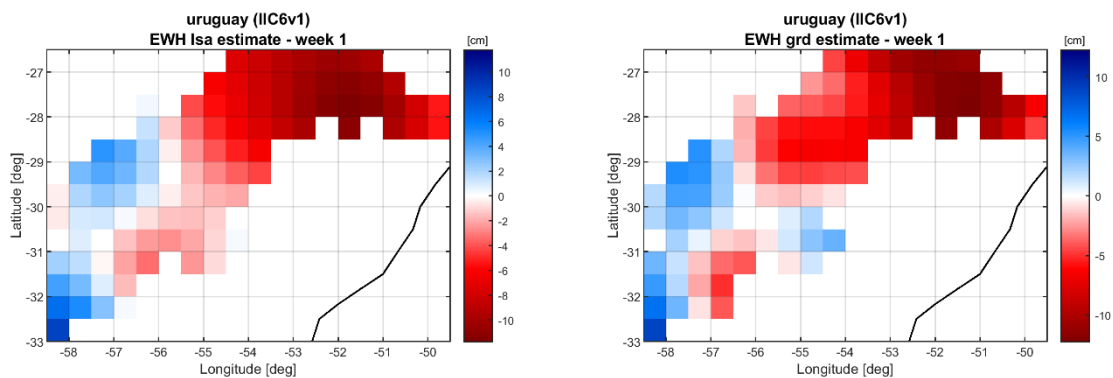 uruguay (IIC6v1)
EWH lsa estimate - week 1
[cm]
10
8
6
4
2
0
-2
-4
-6
-8
-10
-27
-28
-29
-30
-31
-32
-33
Latitude [deg]
-58 -57 -56 -55 -54 -53 -52 -51 -50
Longitude [deg]
uruguay (IIC6v1)
EWH grd estimate - week 1
[cm]
10
5
0
-5
-10
-27
-28
-29
-30
-31
-32
-33
Latitude [deg]
-58 -57 -56 -55 -54 -53 -52 -51 -50
Longitude [deg]